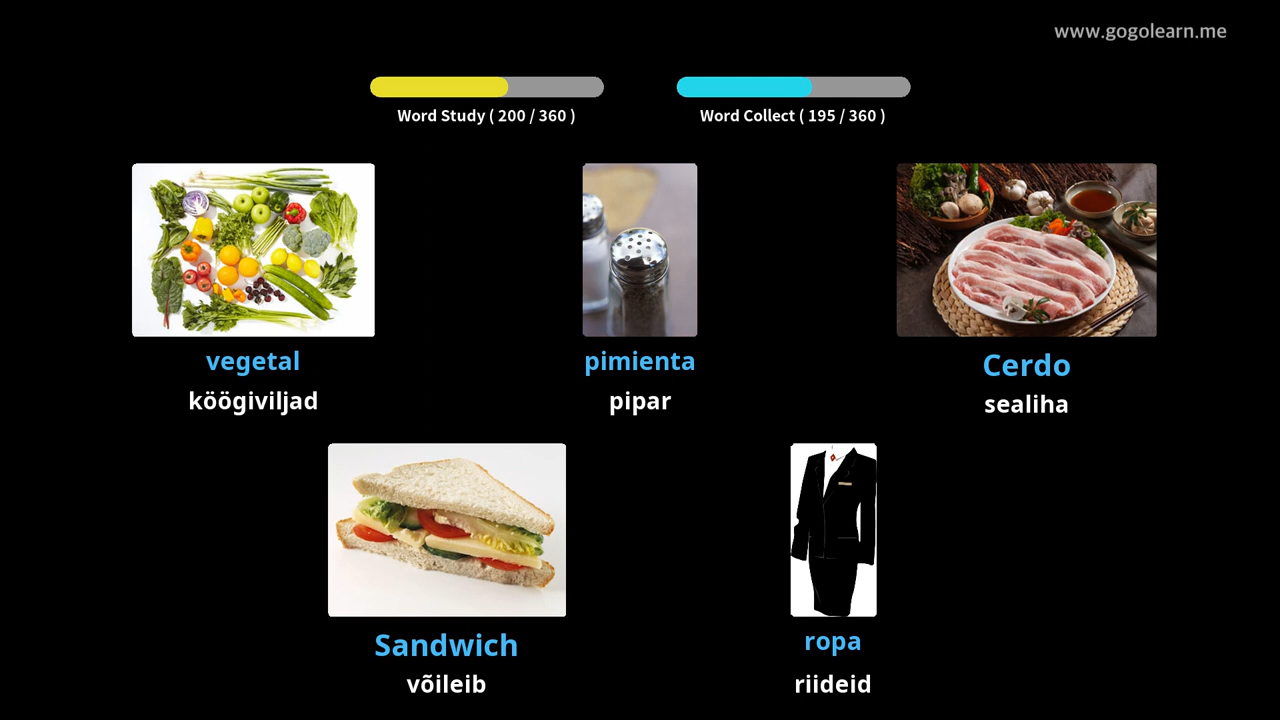 www.gogolearn.me
Word Study ( 200 / 360 )
Word Collect ( 195 / 360 )
vegetal
köögiviljad
pimienta
pipar
Cerdo
sealiha
Sandwich
võileib
ropa
riideid